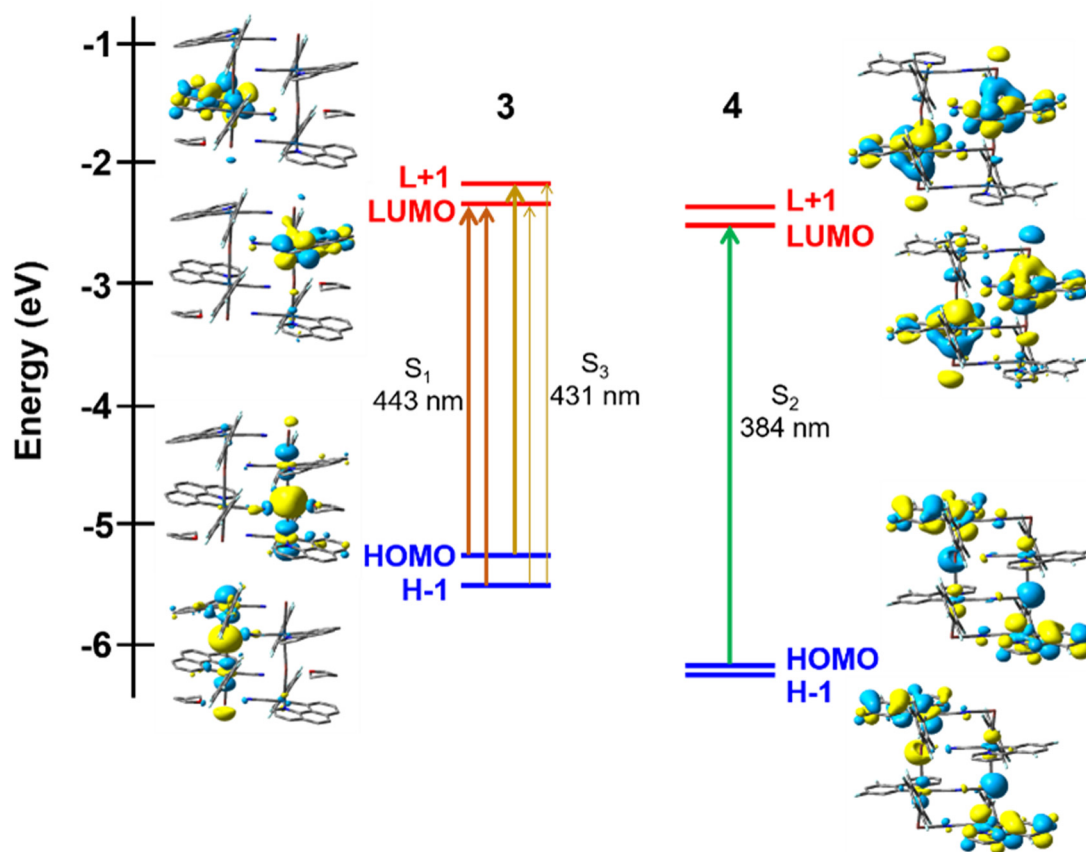 Energy (eV)
-1
-2
-3
-4
-5
-6
3
L+1
LUMO
S₁
443 nm
S₃
431 nm
HOMO
H-1
4
L+1
LUMO
S₂
384 nm
HOMO
H-1